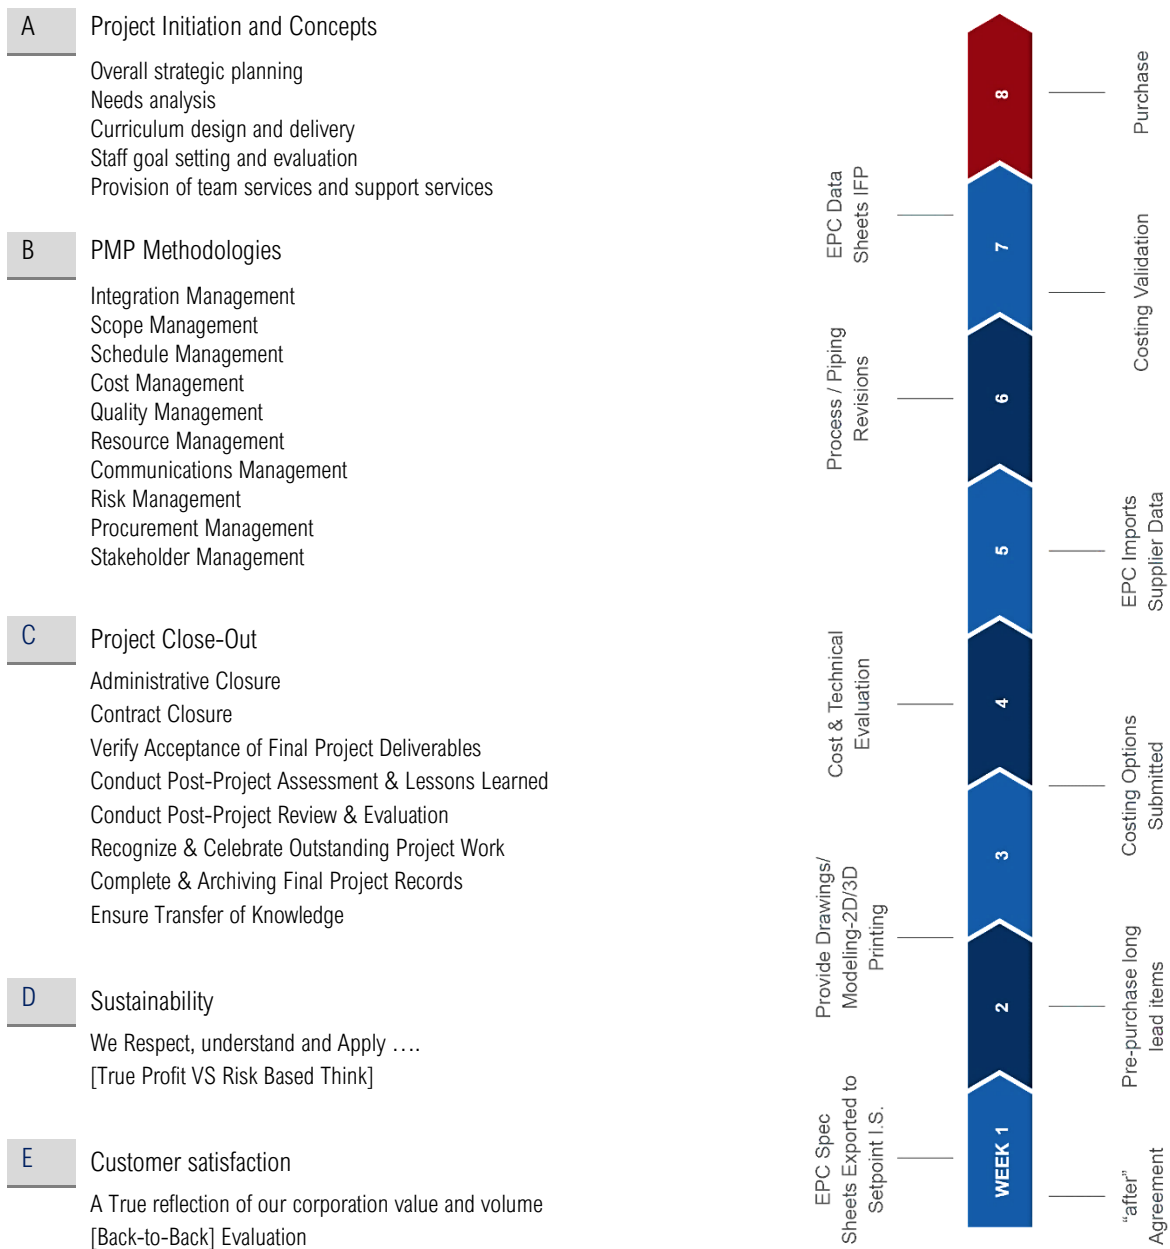 A
Project Initiation and Concepts
Overall strategic planning
Needs analysis
Curriculum design and delivery
Staff goal setting and evaluation
Provision of team services and support services
B
PMP Methodologies
Integration Management
Scope Management
Schedule Management
Cost Management
Quality Management
Resource Management
Communications Management
Risk Management
Procurement Management
Stakeholder Management
C
Project Close-Out
Administrative Closure
Contract Closure
Verify Acceptance of Final Project Deliverables
Conduct Post-Project Assessment & Lessons Learned
Conduct Post-Project Review & Evaluation
Recognize & Celebrate Outstanding Project Work
Complete & Archiving Final Project Records
Ensure Transfer of Knowledge
D
Sustainability
We Respect, understand and Apply ….
[True Profit VS Risk Based Think]
E
Customer satisfaction
A True reflection of our corporation value and volume
[Back-to-Back] Evaluation
EPC Spec
Sheets Exported to
Setpoint I.S.
Provide Drawings/
Modeling-2D/3D
Printing
Cost & Technical
Evaluation
Process / Piping
Revisions
EPC Data
Sheets IFP
WEEK 1
2
3
4
5
6
7
8
"after"
Agreement
Pre-purchase long
lead items
Costing Options
Submitted
EPC Imports
Supplier Data
Costing Validation
Purchase